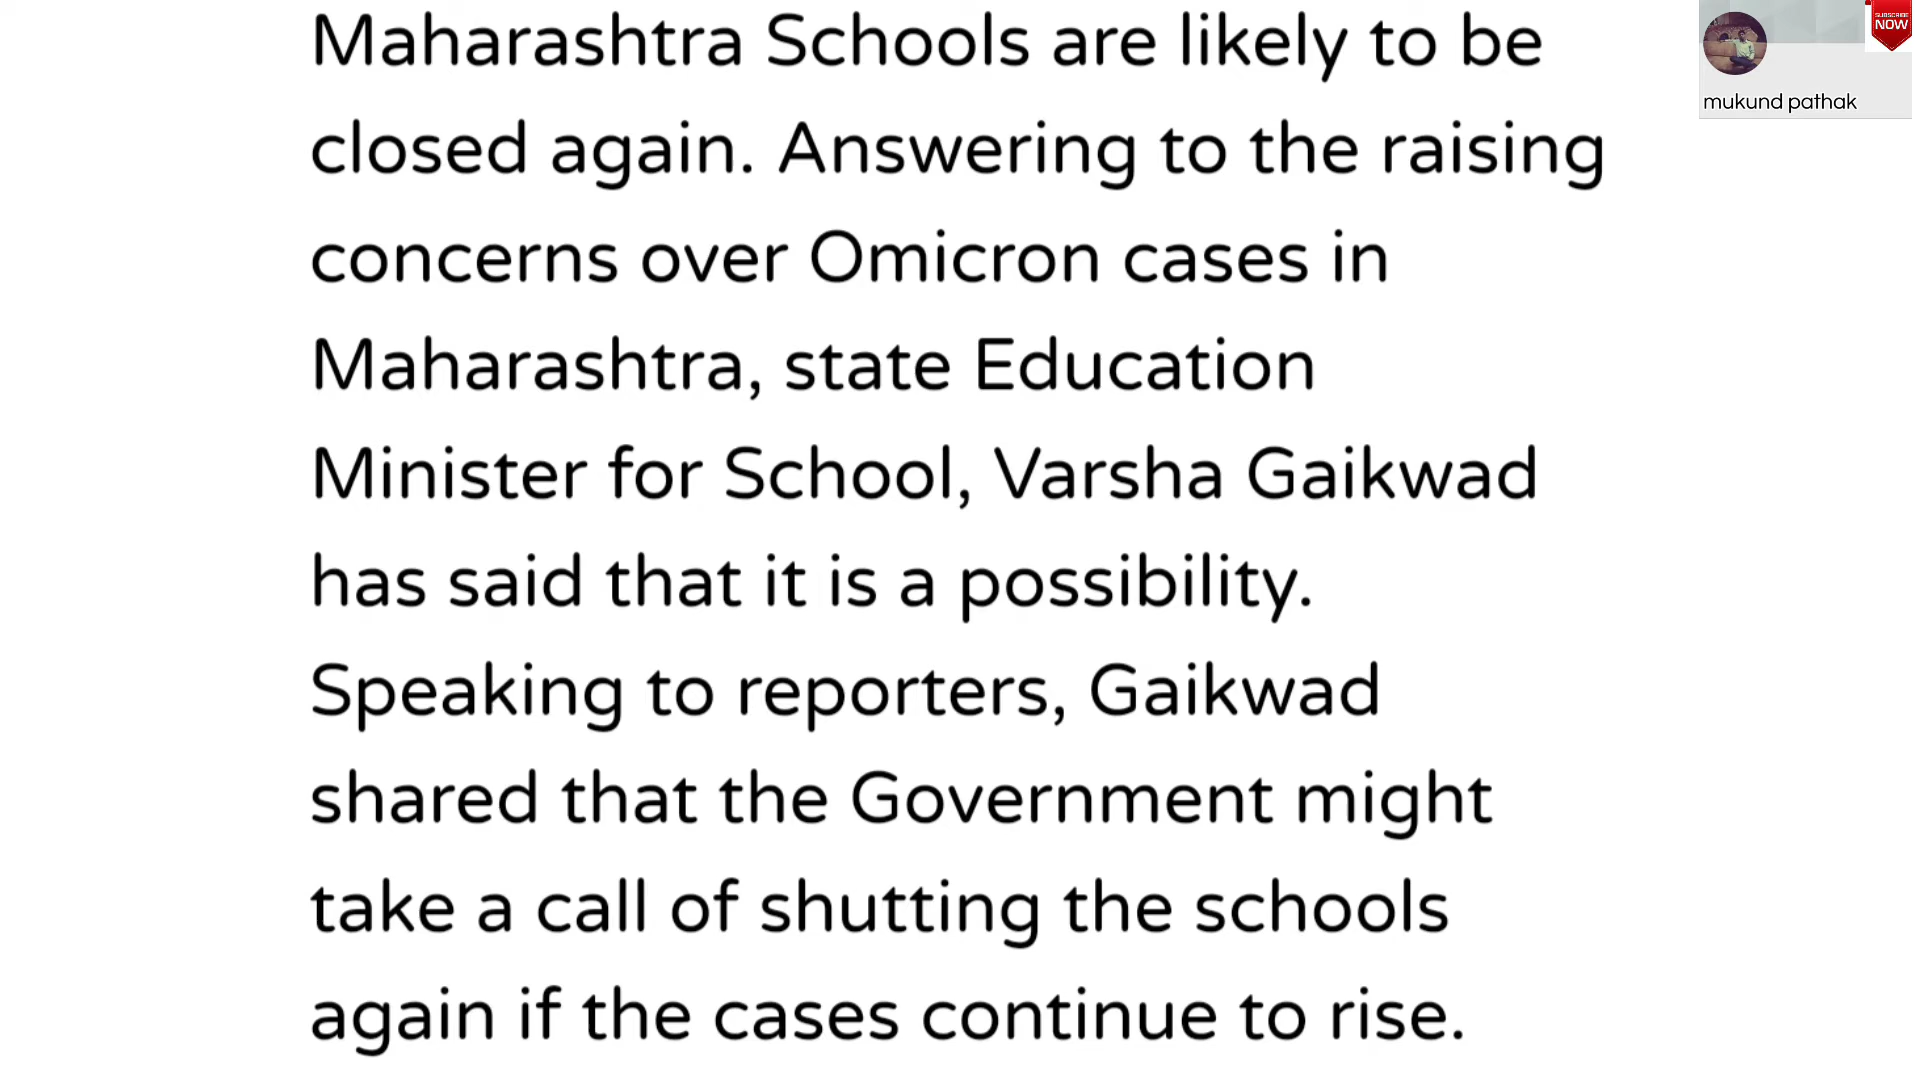 Maharashtra Schools are likely to be
closed again. Answering to the raising
concerns over Omicron cases in
Maharashtra, state Education
Minister for School, Varsha Gaikwad
has said that it is a possibility.
Speaking to reporters, Gaikwad
shared that the Government might
take a call of shutting the schools
again if the cases continue to rise.
SUBSCRIBE
NOW
mukund pathak